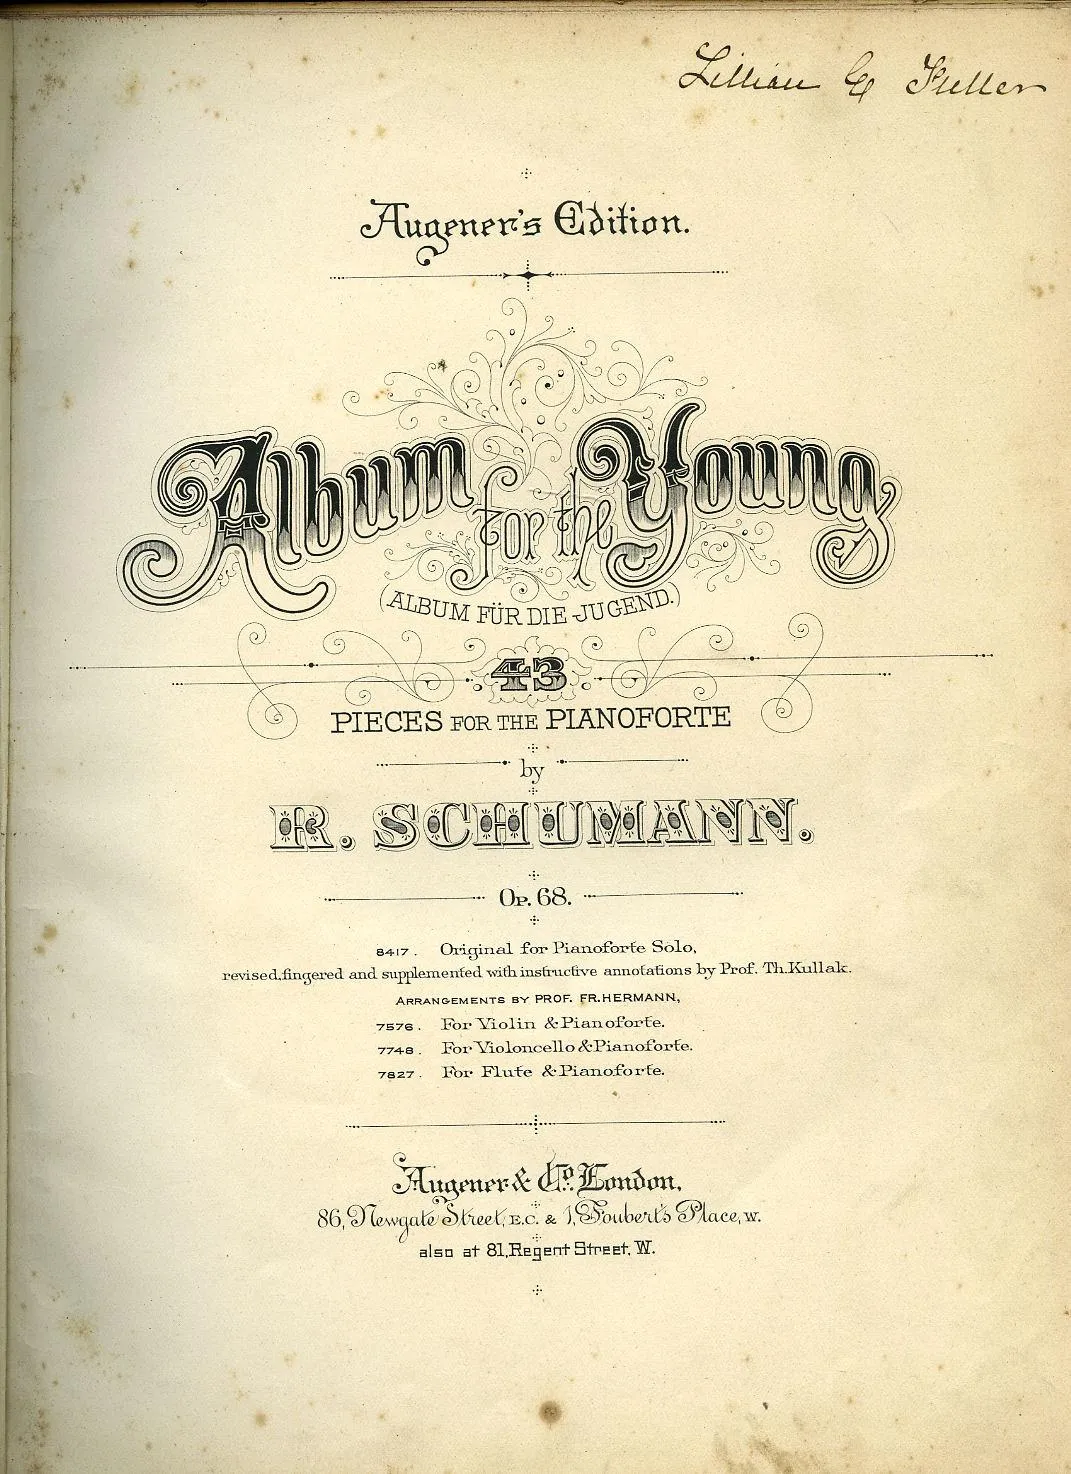 Lillian E Fuller
Augener's Edition.
Album for the Young
(ALBUM FÜR DIE JUGEND.)
43
PIECES FOR THE PIANOFORTE
by
R. SCHUMANN.
Op. 68.
8417. Original for Pianoforte Solo,
revised, fingered and supplemented with instructive annotations by Prof. Th. Kullak.
ARRANGEMENTS BY PROF. FR. HERMANN,
7576. For Violin & Pianoforte.
7748. For Violoncello & Pianoforte.
7827. For Flute & Pianoforte.
Augener & Co. London,
86, Newgate Street, E.C. & 1, Foubert's Place, W.
also at 81, Regent Street, W.